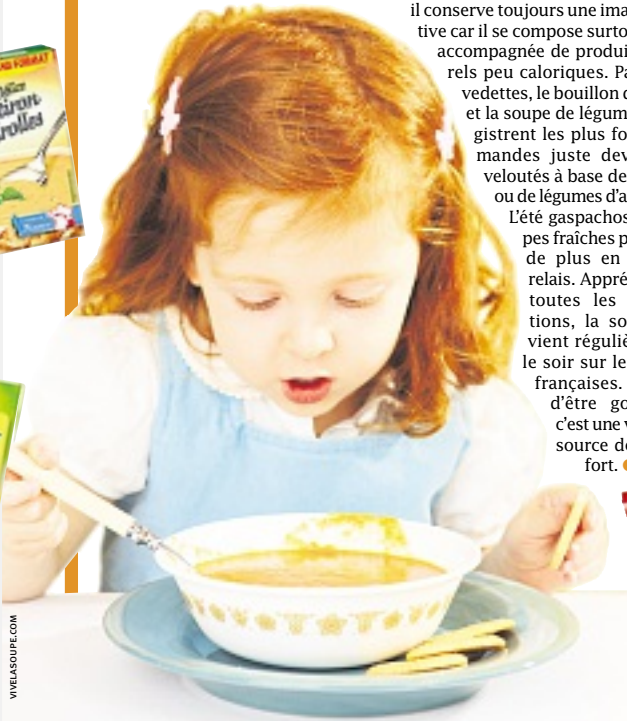 il conserve toujours une ima
tive car il se compose surto
accompagnée de produi
rels peu caloriques. Pa
vedettes, le bouillon d
et la soupe de légum
gistrent les plus fo
mandes juste dev
veloutés à base de
ou de légumes d'a
L'été gaspachos
pes fraîches p
de plus en
relais. Appré
toutes les
tions, la so
vient réguliè
le soir sur le
françaises.
d'être go
c'est une v
source de
fort.
FORMAT
VIVELASOUPE.COM